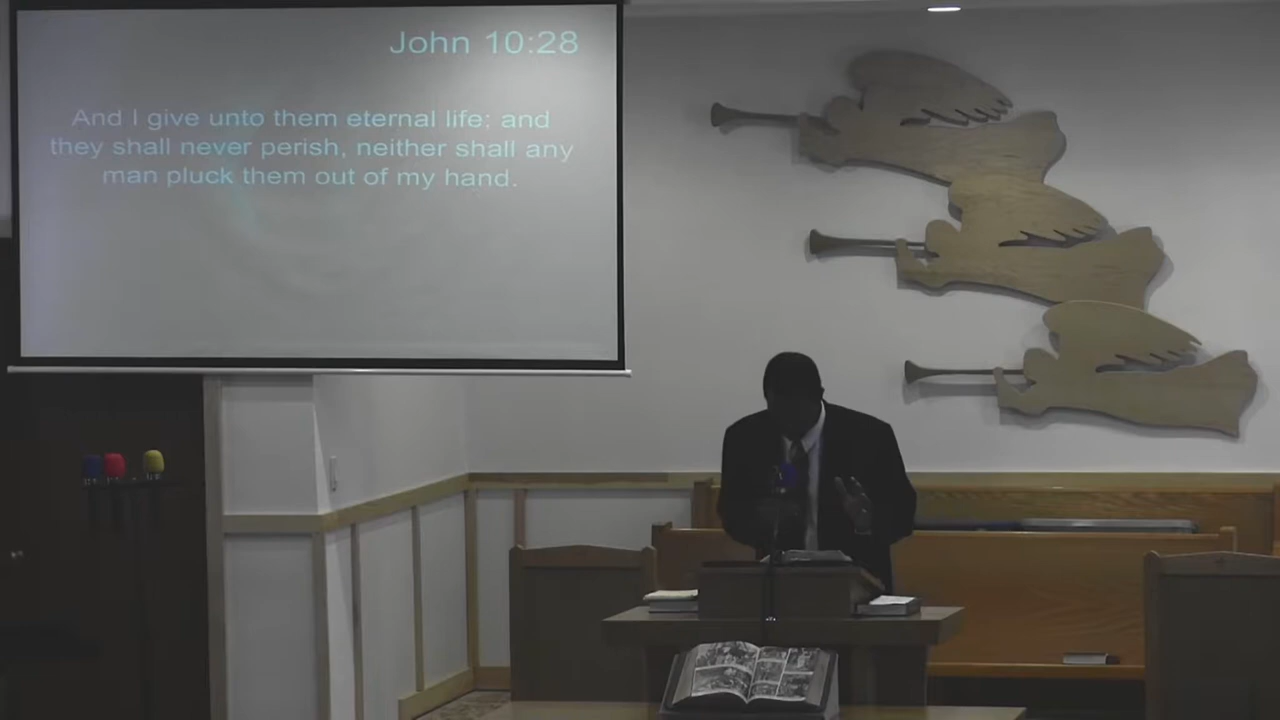 John 10:28
And I give unto them eternal life: and
they shall never perish, neither shall any
man pluck them out of my hand.